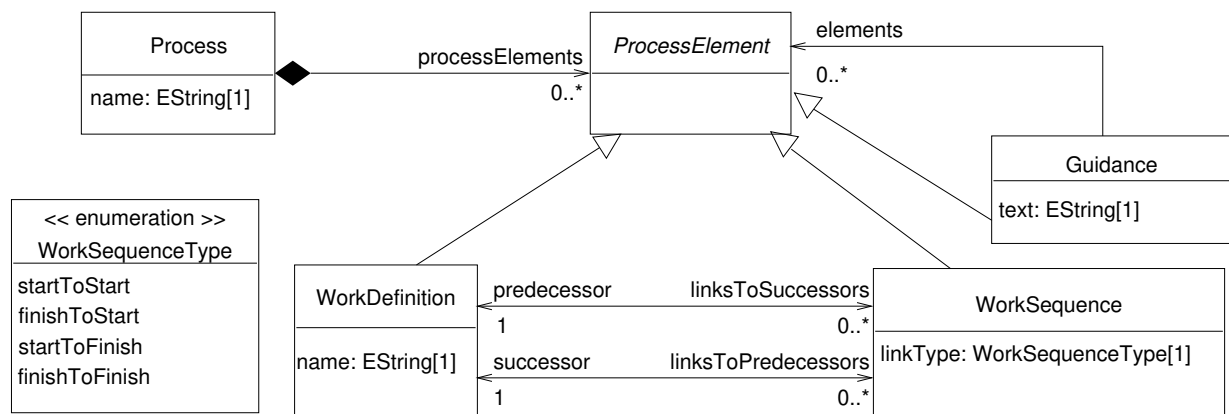 Process
name: EString[1]
processElements
0..*
ProcessElement
elements
0..*
Guidance
text: EString[1]
<< enumeration >>
WorkSequenceType
startToStart
finishToStart
startToFinish
finishToFinish
WorkDefinition
name: EString[1]
predecessor
1
linksToSuccessors
0..*
successor
1
linksToPredecessors
0..*
WorkSequence
linkType: WorkSequenceType[1]